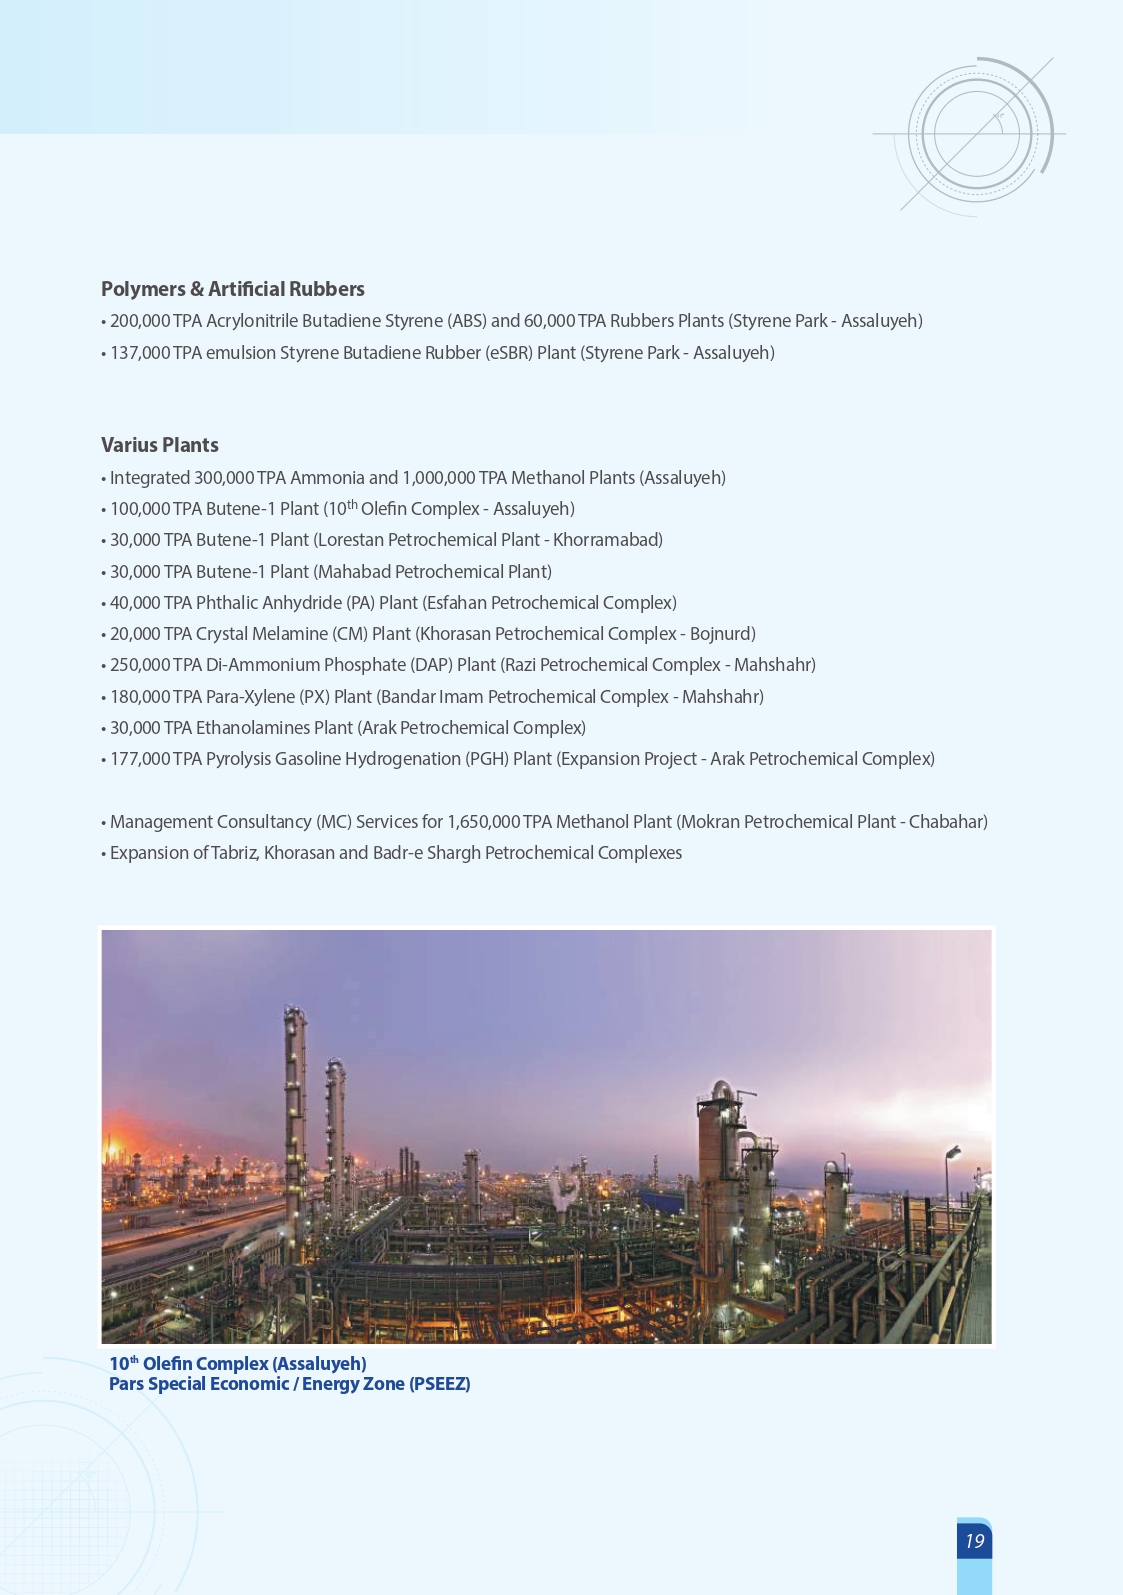 Polymers & Artificial Rubbers
• 200,000 TPA Acrylonitrile Butadiene Styrene (ABS) and 60,000 TPA Rubbers Plants (Styrene Park - Assaluyeh)
• 137,000 TPA emulsion Styrene Butadiene Rubber (eSBR) Plant (Styrene Park - Assaluyeh)
Varius Plants
• Integrated 300,000 TPA Ammonia and 1,000,000 TPA Methanol Plants (Assaluyeh)
• 100,000 TPA Butene-1 Plant (10th Olefin Complex - Assaluyeh)
• 30,000 TPA Butene-1 Plant (Lorestan Petrochemical Plant - Khorramabad)
• 30,000 TPA Butene-1 Plant (Mahabad Petrochemical Plant)
• 40,000 TPA Phthalic Anhydride (PA) Plant (Esfahan Petrochemical Complex)
• 20,000 TPA Crystal Melamine (CM) Plant (Khorasan Petrochemical Complex - Bojnurd)
• 250,000 TPA Di-Ammonium Phosphate (DAP) Plant (Razi Petrochemical Complex - Mahshahr)
• 180,000 TPA Para-Xylene (PX) Plant (Bandar Imam Petrochemical Complex - Mahshahr)
• 30,000 TPA Ethanolamines Plant (Arak Petrochemical Complex)
• 177,000 TPA Pyrolysis Gasoline Hydrogenation (PGH) Plant (Expansion Project - Arak Petrochemical Complex)
• Management Consultancy (MC) Services for 1,650,000 TPA Methanol Plant (Mokran Petrochemical Plant - Chabahar)
• Expansion of Tabriz, Khorasan and Badr-e Shargh Petrochemical Complexes
10th Olefin Complex (Assaluyeh)
Pars Special Economic / Energy Zone (PSEEZ)
19